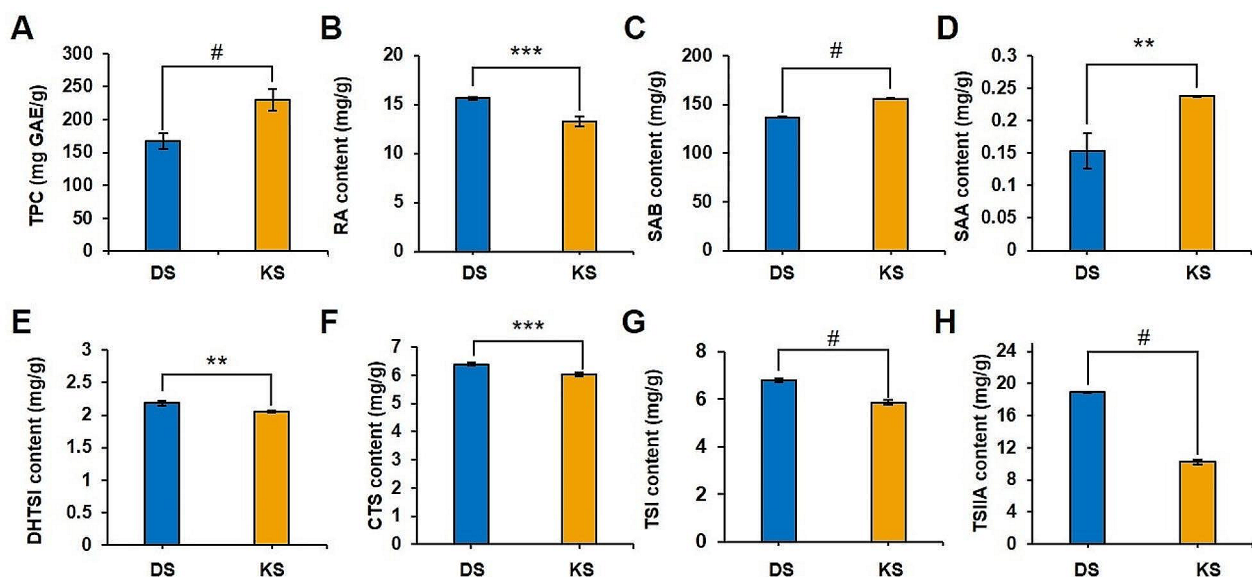 A
TPC (mg GAE/g)
300
250
200
150
100
50
0
#
DS
KS
B
RA content (mg/g)
20
15
10
5
0
***
DS
KS
C
SAB content (mg/g)
200
150
100
50
0
#
DS
KS
D
SAA content (mg/g)
0.3
0.25
0.2
0.15
0.1
0.05
0
**
DS
KS
E
DHTSI content (mg/g)
3
2.5
2
1.5
1
0.5
0
**
DS
KS
F
CTS content (mg/g)
7
6
5
4
3
2
1
0
***
DS
KS
G
TSI content (mg/g)
8
6
4
2
0
#
DS
KS
H
TSIIA content (mg/g)
24
20
16
12
8
4
0
#
DS
KS